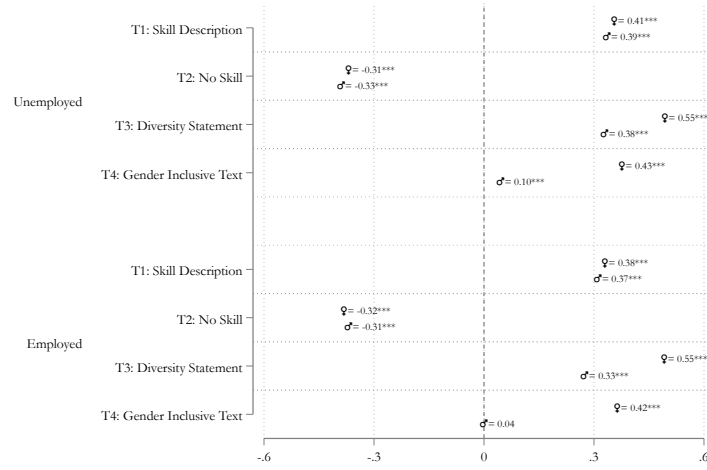 T1: Skill Description
♀= 0.41***
♂= 0.39***
T2: No Skill
♀= -0.31***
♂= -0.33***
Unemployed
T3: Diversity Statement
♀= 0.55***
♂= 0.38***
T4: Gender Inclusive Text
♀= 0.43***
♂= 0.10***
T1: Skill Description
♀= 0.38***
♂= 0.37***
T2: No Skill
♀= -0.32***
♂= -0.31***
Employed
T3: Diversity Statement
♀= 0.55***
♂= 0.33***
T4: Gender Inclusive Text
♀= 0.42***
♂= 0.04
-.6 -.3 0 .3 .6